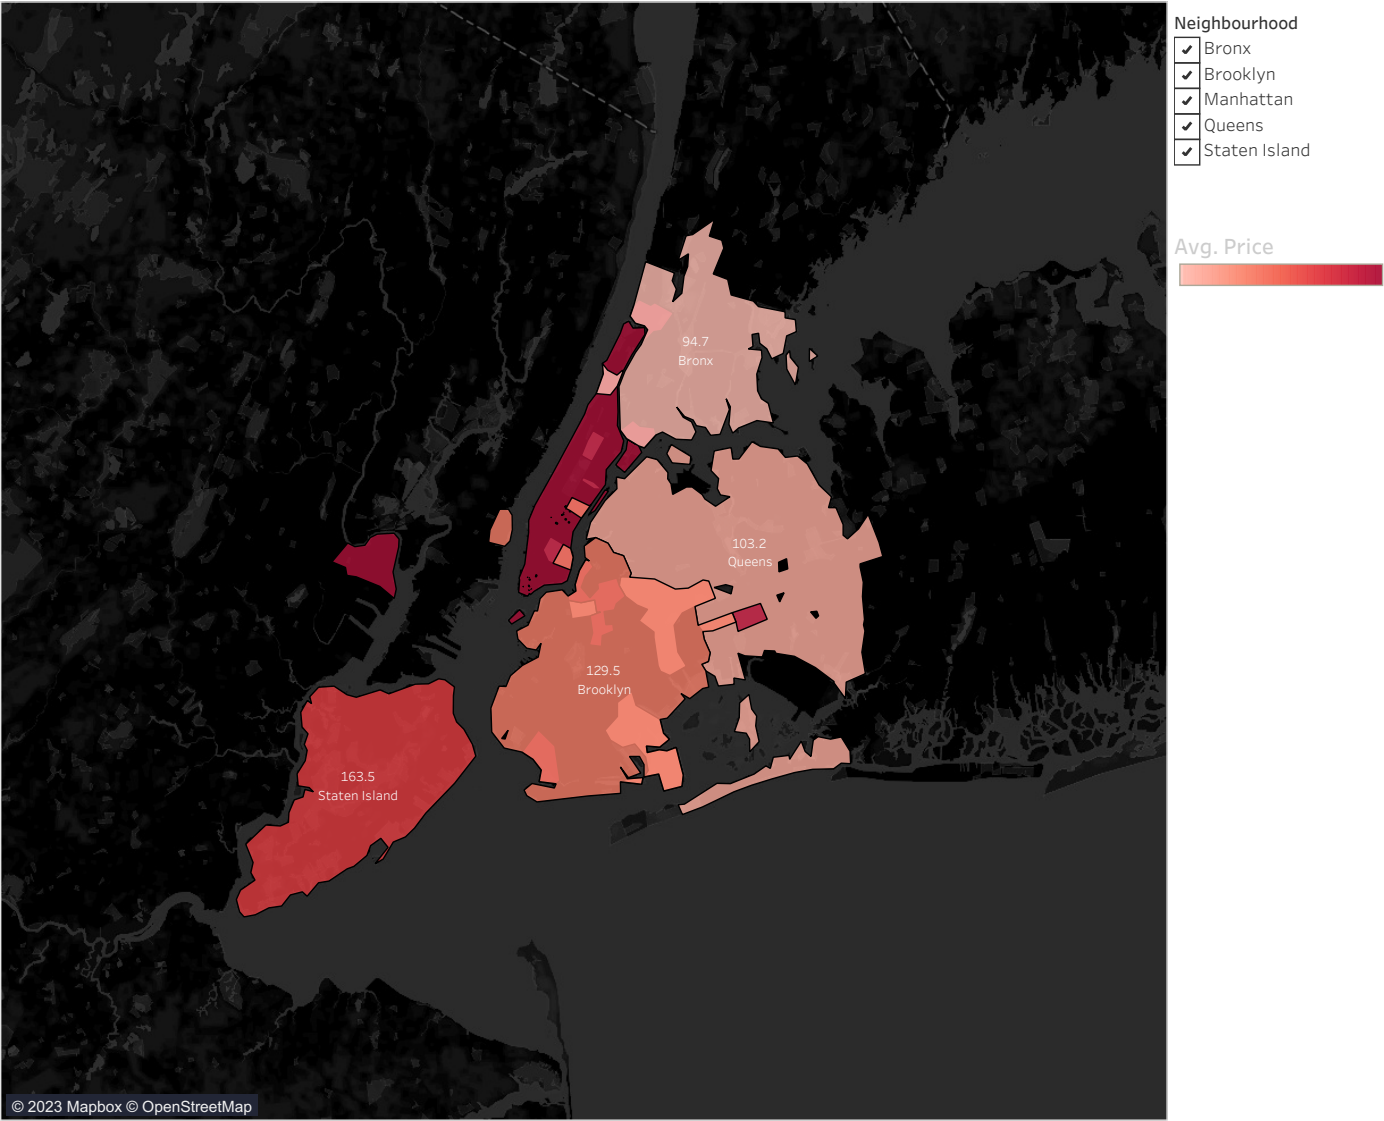 Neighbourhood
Bronx
Brooklyn
Manhattan
Queens
Staten Island
Avg. Price
94.7
Bronx
103.2
Queens
129.5
Brooklyn
163.5
Staten Island
© 2023 Mapbox © OpenStreetMap